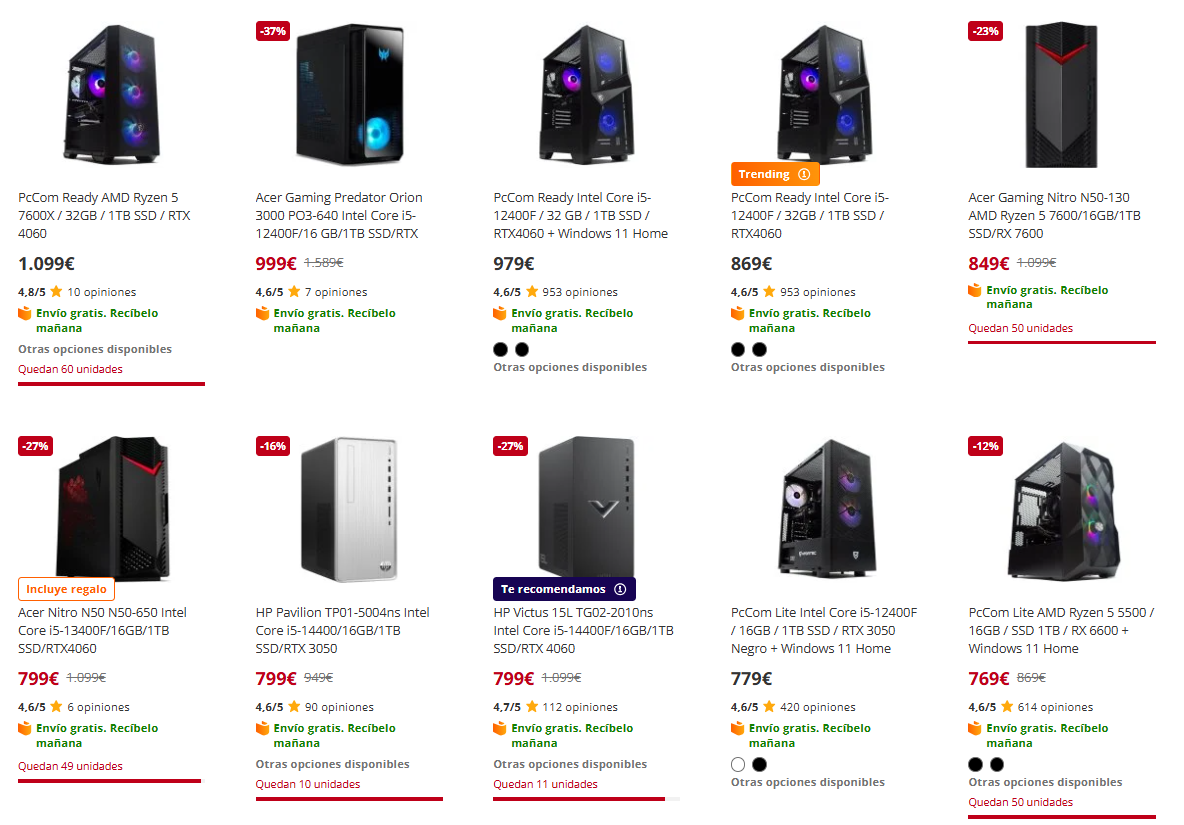 -37%
-23%
Trending
PcCom Ready AMD Ryzen 5
7600X / 32GB / 1TB SSD / RTX
4060
1.099€
4,8/5 10 opiniones
Envío gratis. Recíbelo
mañana
Otras opciones disponibles
Quedan 60 unidades
Acer Gaming Predator Orion
3000 PO3-640 Intel Core i5-
12400F/16 GB/1TB SSD/RTX
999€ 1.589€
4,6/5 7 opiniones
Envío gratis. Recíbelo
mañana
PcCom Ready Intel Core i5-
12400F / 32 GB / 1TB SSD /
RTX4060 + Windows 11 Home
979€
4,6/5 953 opiniones
Envío gratis. Recíbelo
mañana
Otras opciones disponibles
PcCom Ready Intel Core i5-
12400F / 32GB / 1TB SSD /
RTX4060
869€
4,6/5 953 opiniones
Envío gratis. Recíbelo
mañana
Otras opciones disponibles
Acer Gaming Nitro N50-130
AMD Ryzen 5 7600/16GB/1TB
SSD/RX 7600
849€ 1.099€
Envío gratis. Recíbelo
mañana
Quedan 50 unidades
-27%
-16%
-27%
-12%
Incluye regalo
Te recomendamos
Acer Nitro N50 N50-650 Intel
Core i5-13400F/16GB/1TB
SSD/RTX4060
799€ 1.099€
4,6/5 6 opiniones
Envío gratis. Recíbelo
mañana
Quedan 49 unidades
HP Pavilion TP01-5004ns Intel
Core i5-14400/16GB/1TB
SSD/RTX 3050
799€ 949€
4,6/5 90 opiniones
Envío gratis. Recíbelo
mañana
Otras opciones disponibles
Quedan 10 unidades
HP Victus 15L TG02-2010ns
Intel Core i5-14400F/16GB/1TB
SSD/RTX 4060
799€ 1.099€
4,7/5 112 opiniones
Envío gratis. Recíbelo
mañana
Otras opciones disponibles
Quedan 11 unidades
PcCom Lite Intel Core i5-12400F
/ 16GB / 1TB SSD / RTX 3050
Negro + Windows 11 Home
779€
4,6/5 420 opiniones
Envío gratis. Recíbelo
mañana
Otras opciones disponibles
PcCom Lite AMD Ryzen 5 5500 /
16GB / SSD 1TB / RX 6600 +
Windows 11 Home
769€ 869€
4,6/5 614 opiniones
Envío gratis. Recíbelo
mañana
Otras opciones disponibles
Quedan 50 unidades